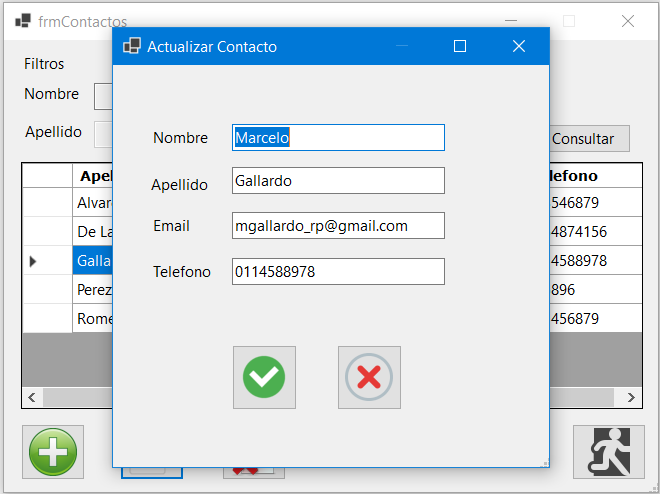 frmContactos
Actualizar Contacto
Filtros
Nombre
Apellido
Consultar
Nombre Marcelo
Apellido Gallardo
Email mgallardo_rp@gmail.com
Telefono 0114588978
Apel lefono
Alvar 546879
De La 4874156
Galla 4588978
Perez 896
Rome 456879